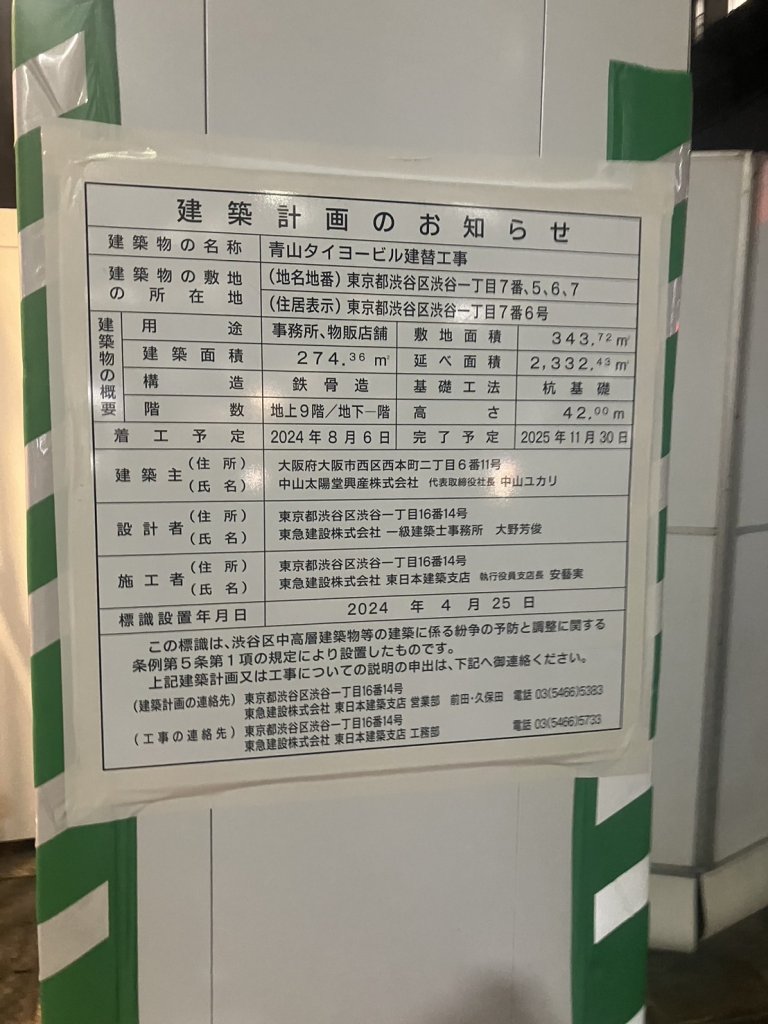 建築計画のお知らせ
建築物の名称 青山タイヨービル建替工事
建築物の敷地の所在地 (地名地番) 東京都渋谷区渋谷一丁目7番、5、6、7
(住居表示) 東京都渋谷区渋谷一丁目7番6号
建築物の概要
用途 事務所、物販店舗 敷地面積 343.72㎡
建築面積 274.36㎡ 延べ面積 2,332.43㎡
構造 鉄骨造 基礎工法 杭基礎
階数 地上9階/地下一階 高さ 42.00m
着工予定 2024年8月6日 完了予定 2025年11月30日
建築主 (住所) 大阪府大阪市西区西本町二丁目6番11号
(氏名) 中山太陽堂興産株式会社 代表取締役社長 中山ユカリ
設計者 (住所) 東京都渋谷区渋谷一丁目16番14号
(氏名) 東急建設株式会社 一級建築士事務所 大野芳俊
施工者 (住所) 東京都渋谷区渋谷一丁目16番14号
(氏名) 東急建設株式会社 東日本建築支店 執行役員支店長 安藝実
標識設置年月日 2024年4月25日
この標識は、渋谷区中高層建築物等の建築に係る紛争の予防と調整に関する
条例第5条第1項の規定により設置したものです。
上記建築計画又は工事についての説明の申出は、下記へ御連絡ください。
(建築計画の連絡先) 東京都渋谷区渋谷一丁目16番14号
東急建設株式会社 東日本建築支店 営業部 前田・久保田 電話 03(5466)5383
(工事の連絡先) 東京都渋谷区渋谷一丁目16番14号
東急建設株式会社 東日本建築支店 工務部 電話 03(5466)5733